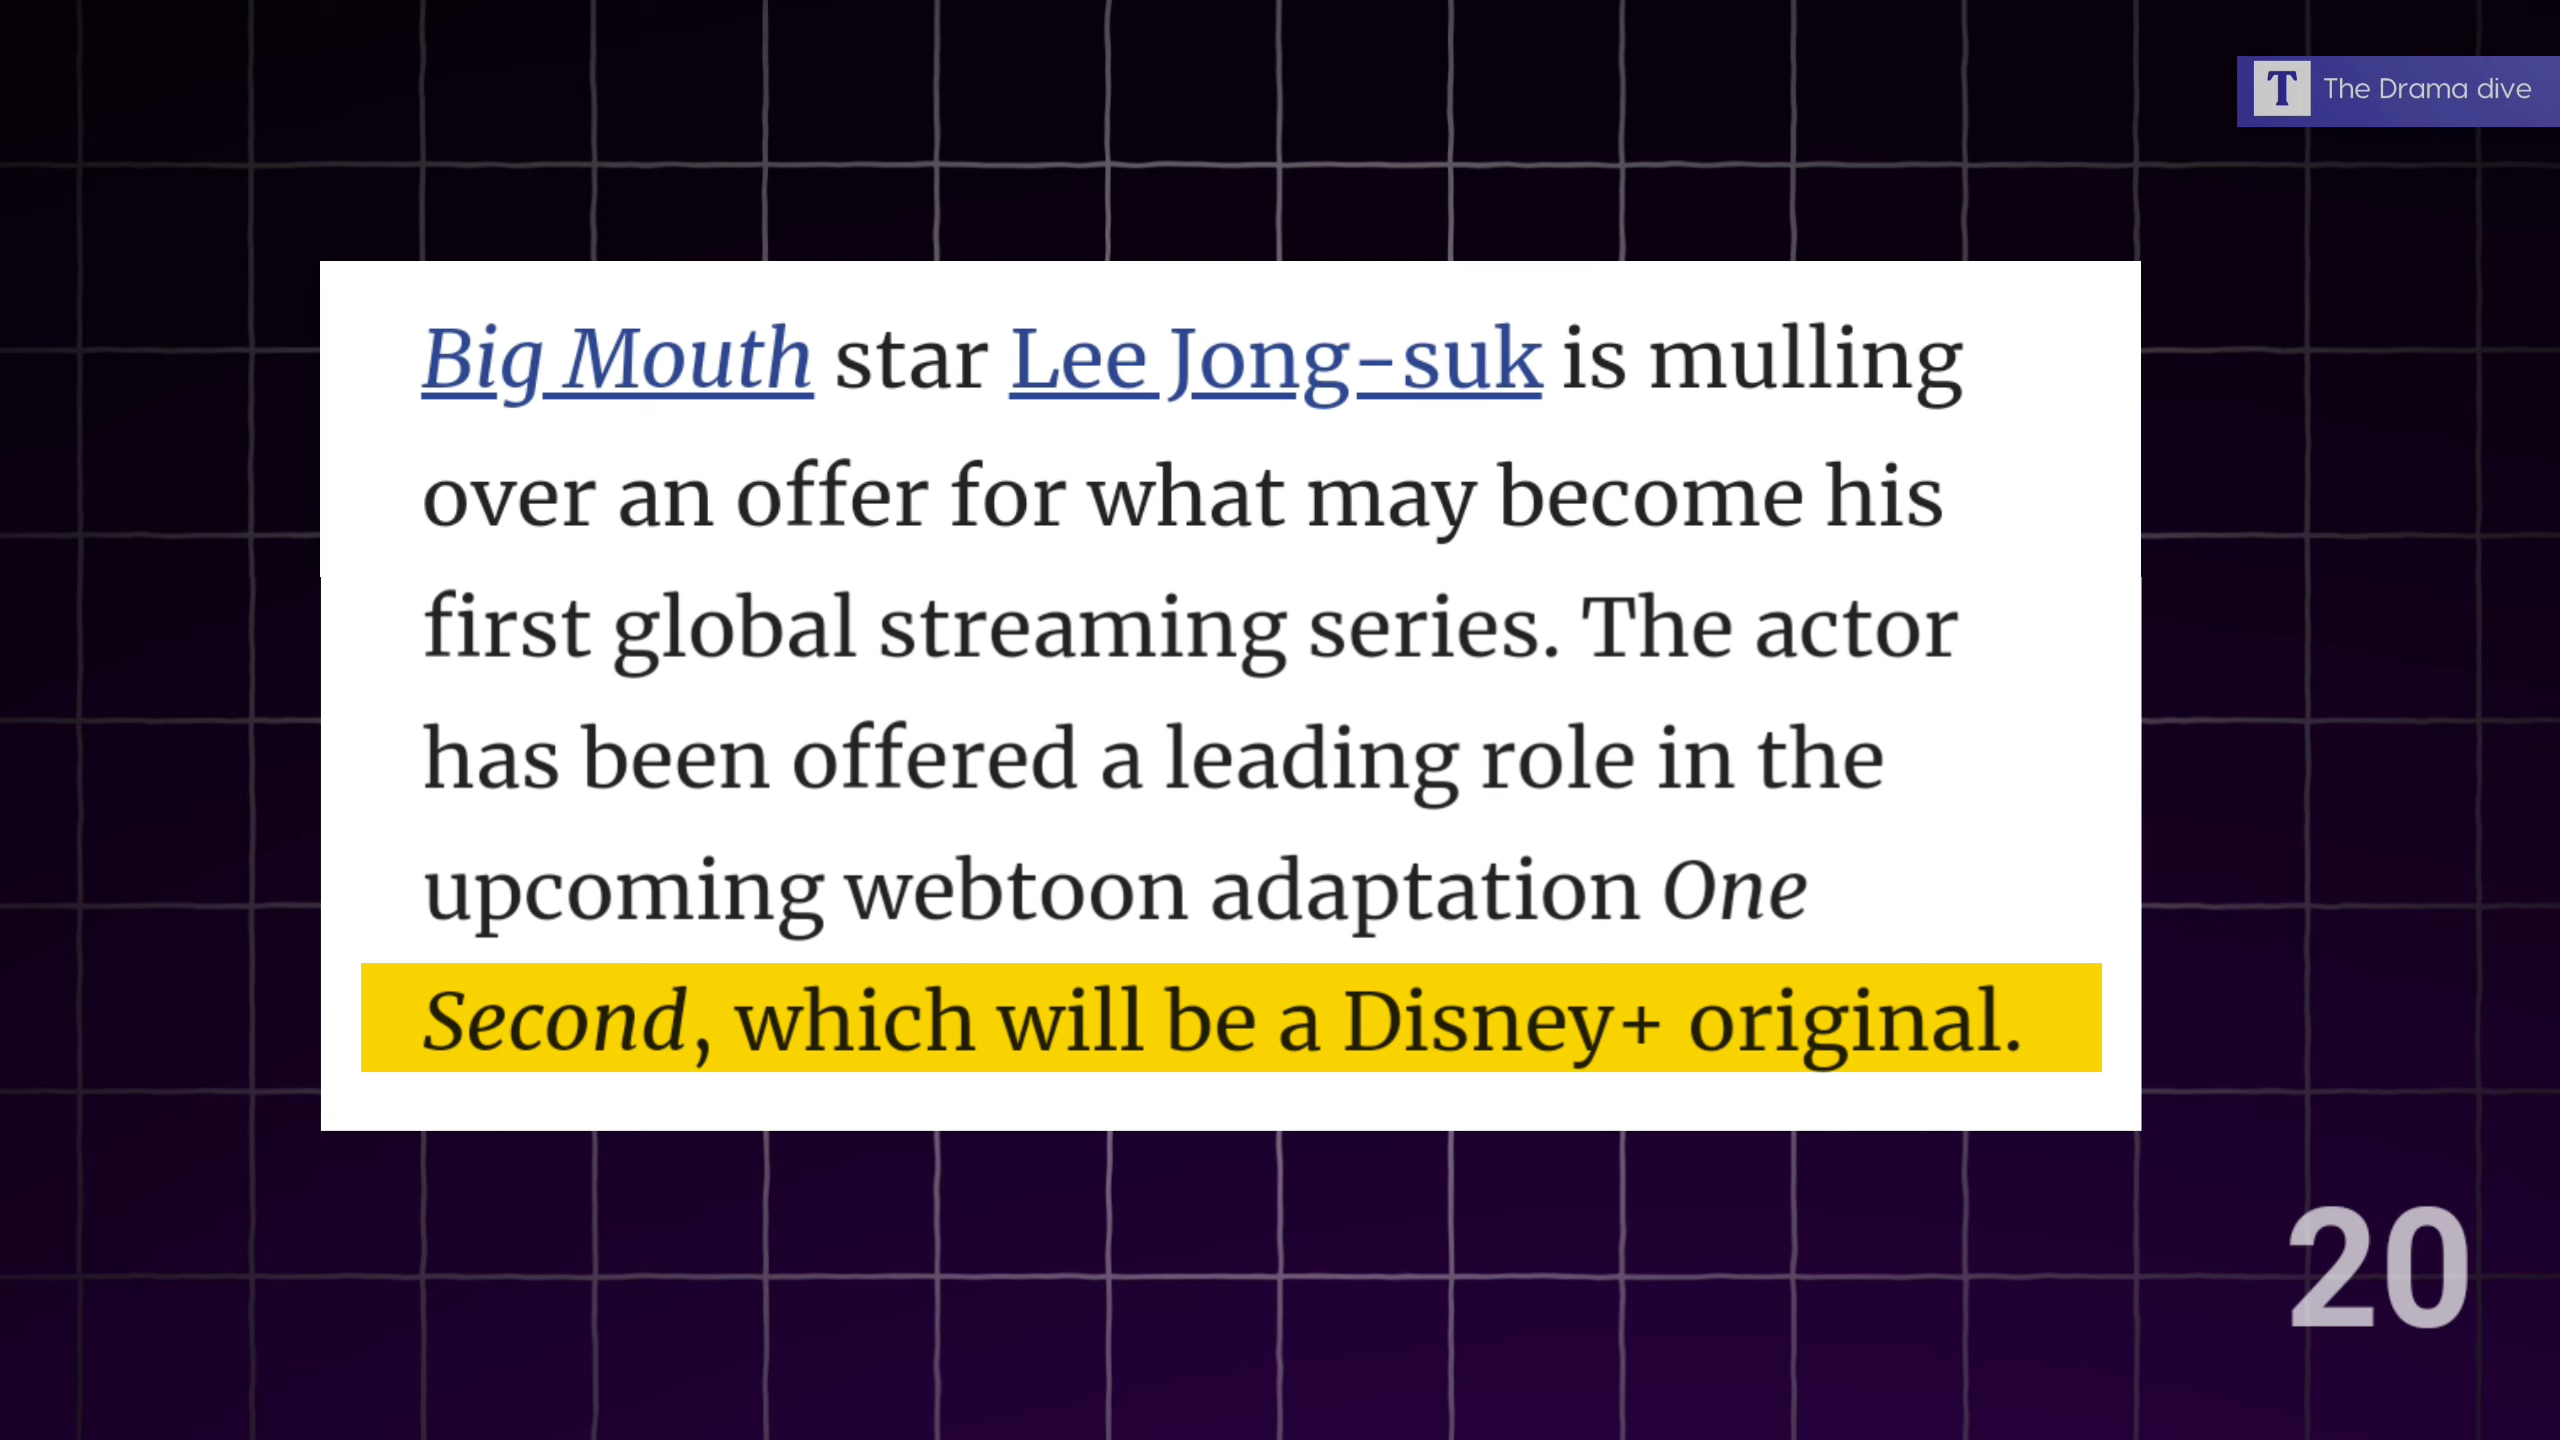 T The Drama dive
Big Mouth star Lee Jong-suk is mulling
over an offer for what may become his
first global streaming series. The actor
has been offered a leading role in the
upcoming webtoon adaptation One
Second, which will be a Disney+ original.
20